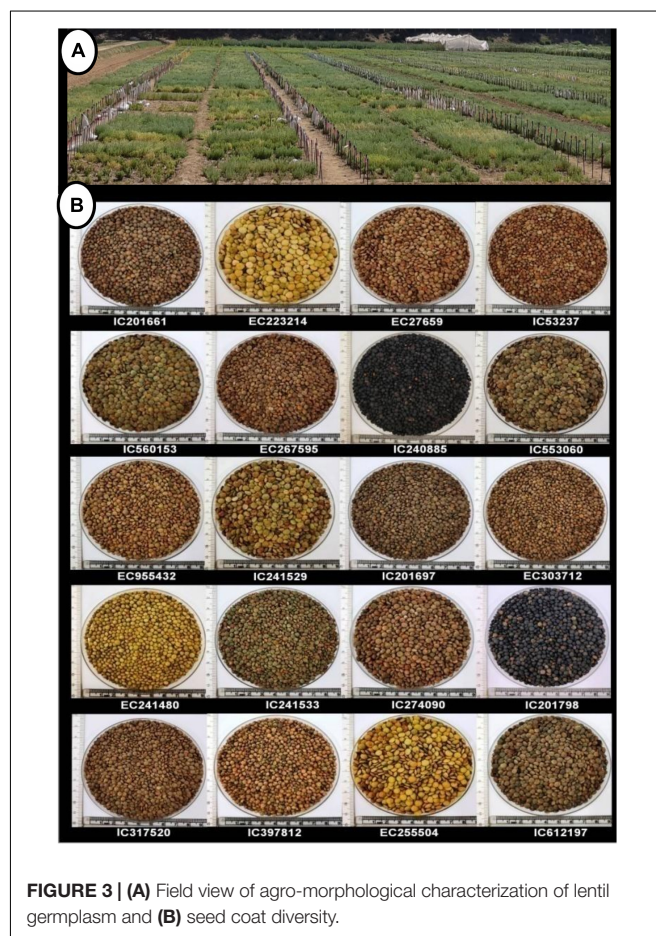 A
B
IC201661 EC223214 EC27659 IC53237
IC560153 EC267595 IC240885 IC553060
EC955432 IC241529 IC201697 EC303712
EC241480 IC241533 IC274090 IC201798
IC317520 IC397812 EC255504 IC612197
FIGURE 3 | (A) Field view of agro-morphological characterization of lentil
germplasm and (B) seed coat diversity.